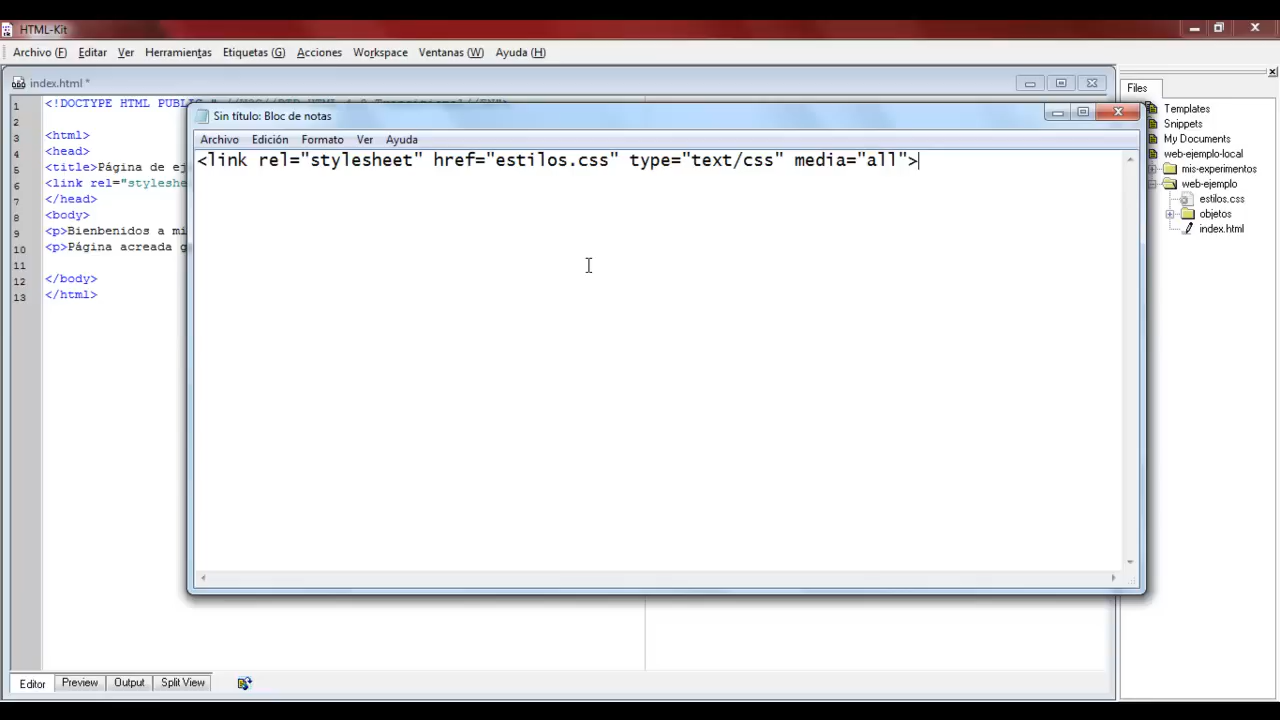 HTML-Kit
Archivo (F) Editar Ver Herramientas Etiquetas (G) Acciones Workspace Ventanas (W) Ayuda (H)
index.html *
Files
1 <!DOCTYPE HTML PUBLIC
2
3 <html>
4 <head>
5 <title>Página de ej
6 <link rel="styleshe
7 </head>
8 <body>
9 <p>Bienbenidos a mi
10 <p>Página acreada g
11
12 </body>
13 </html>
Sin título: Bloc de notas
Archivo Edición Formato Ver Ayuda
<link rel="stylesheet" href="estilos.css" type="text/css" media="all">
Templates
Snippets
My Documents
web-ejemplo-local
mis-experimentos
web-ejemplo
estilos.css
objetos
index.html
Editor Preview Output Split View